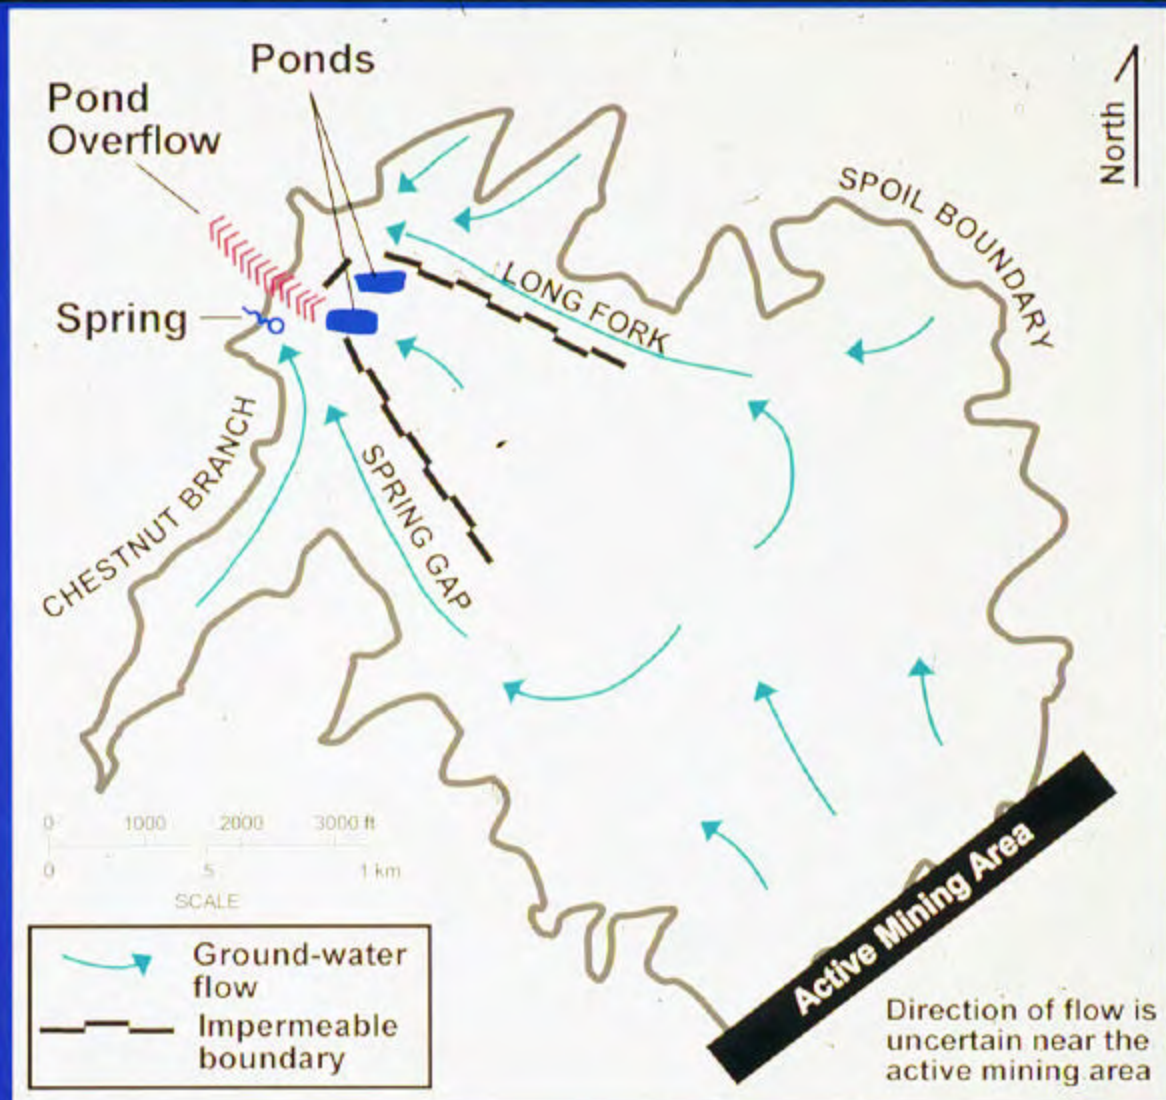 Ponds
Pond
Overflow
North
SPOIL BOUNDARY
LONG FORK
Spring
CHESTNUT BRANCH
SPRING GAP
0 1000 2000 3000 ft
0 5 1 km
SCALE
Active Mining Area
Ground-water
flow
Impermeable
boundary
Direction of flow is
uncertain near the
active mining area